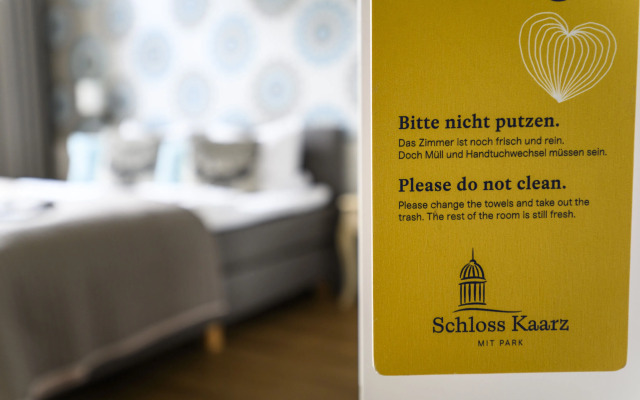 Bitte nicht putzen.
Das Zimmer ist noch frisch und rein.
Doch Müll und Handtuchwechsel müssen sein.
Please do not clean.
Please change the towels and take out the
trash. The rest of the room is still fresh.
Schloss Kaarz
MIT PARK